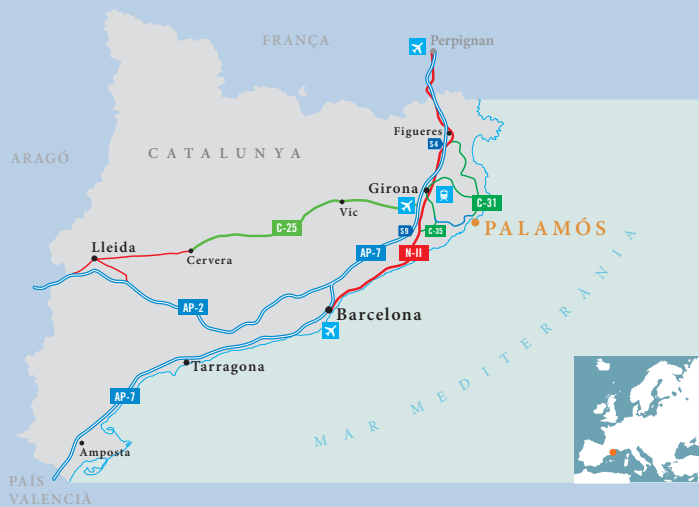 FRANÇA
Perpignan
Figueres
S4
ARAGÓ
CATALUNYA
Girona
C-31
Vic
PALAMÓS
C-25
S9
C-35
Lleida
Cervera
AP-7
N-II
AP-2
Barcelona
MAR MEDITERRÀNIA
Tarragona
AP-7
Amposta
PAÍS
VALENCIÀ